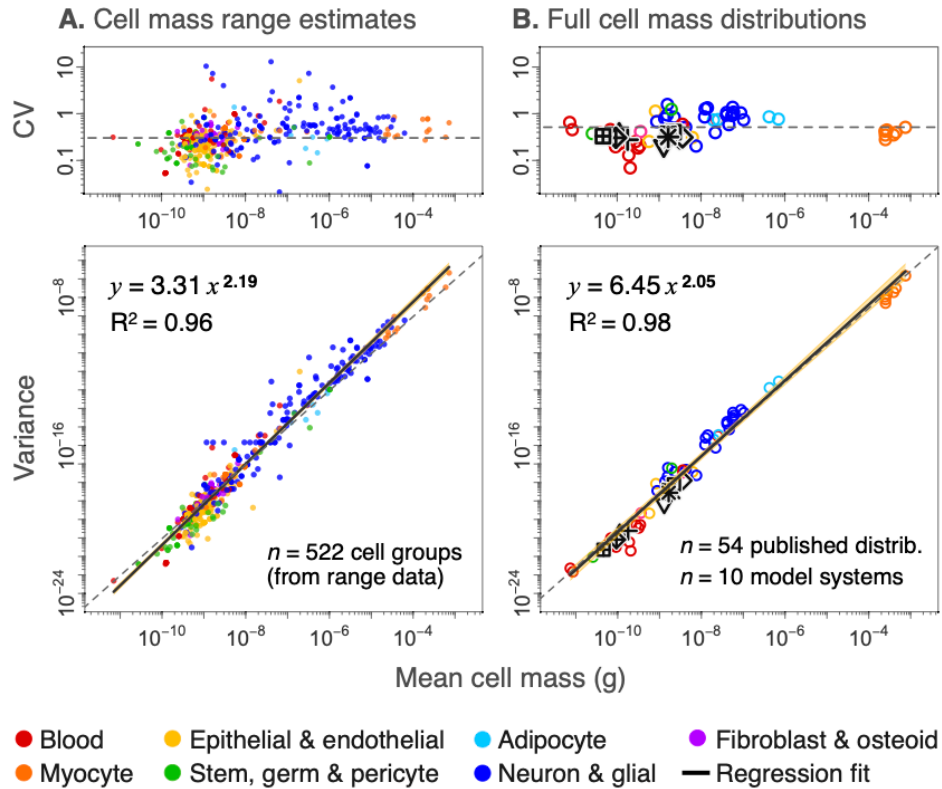 A. Cell mass range estimates
B. Full cell mass distributions
CV
10
1
0.1
10⁻¹⁰
10⁻⁸
10⁻⁶
10⁻⁴
10
1
0.1
10⁻¹⁰
10⁻⁸
10⁻⁶
10⁻⁴
Variance
10⁻⁸
10⁻¹⁶
10⁻²⁴
y = 3.31 x^2.19
R² = 0.96
n = 522 cell groups
(from range data)
10⁻¹⁰
10⁻⁸
10⁻⁶
10⁻⁴
10⁻⁸
10⁻¹⁶
10⁻²⁴
y = 6.45 x^2.05
R² = 0.98
n = 54 published distrib.
n = 10 model systems
10⁻¹⁰
10⁻⁸
10⁻⁶
10⁻⁴
Mean cell mass (g)
Blood
Epithelial & endothelial
Adipocyte
Fibroblast & osteoid
Myocyte
Stem, germ & pericyte
Neuron & glial
Regression fit